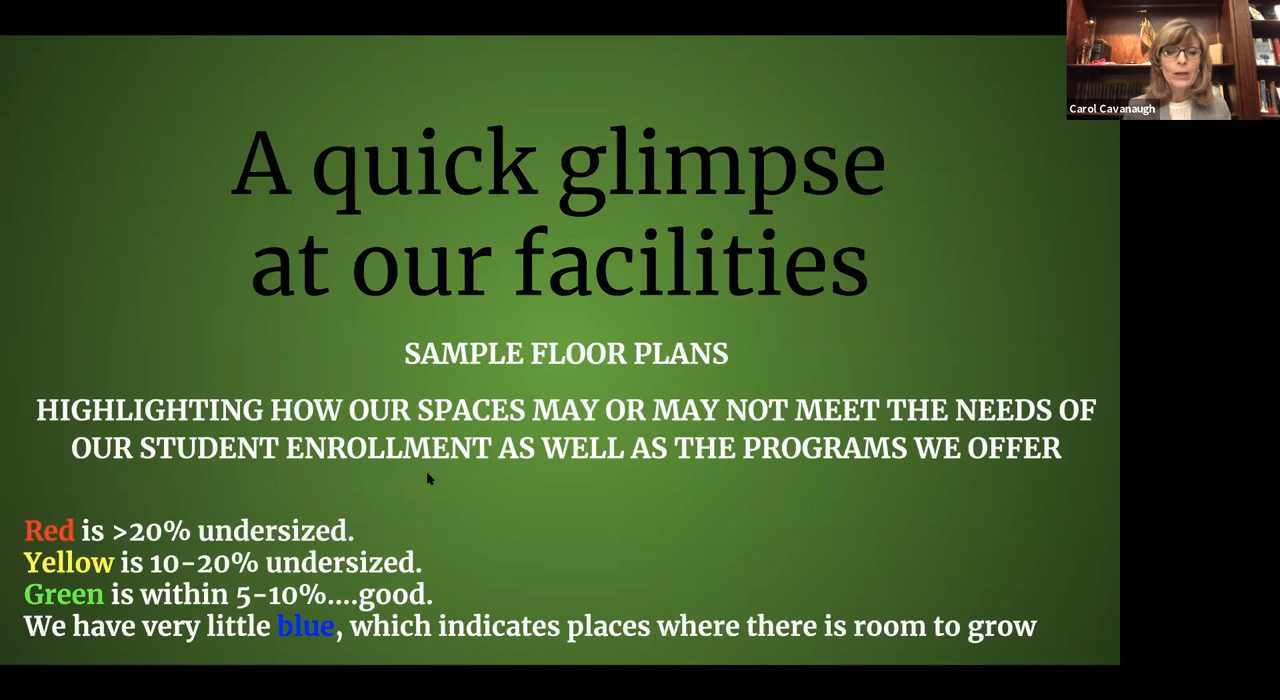 A quick glimpse
at our facilities
SAMPLE FLOOR PLANS
HIGHLIGHTING HOW OUR SPACES MAY OR MAY NOT MEET THE NEEDS OF
OUR STUDENT ENROLLMENT AS WELL AS THE PROGRAMS WE OFFER
Red is >20% undersized.
Yellow is 10-20% undersized.
Green is within 5-10%....good.
We have very little blue, which indicates places where there is room to grow
Carol Cavanaugh